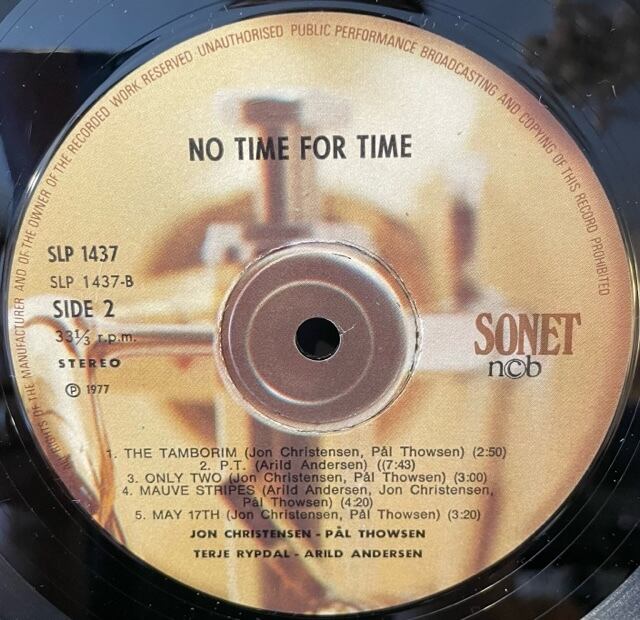 ALL RIGHTS OF THE MANUFACTURER AND OF THE OWNER OF THE RECORDED WORK RESERVED · UNAUTHORISED PUBLIC PERFORMANCE BROADCASTING AND COPYING OF THIS RECORD PROHIBITED
NO TIME FOR TIME
SLP 1437
SLP 1437-B
SIDE 2
33⅓ r.p.m.
STEREO
℗ 1977
SONET
n©b
1. THE TAMBORIM (Jon Christensen, Pål Thowsen) (2:50)
2. P.T. (Arild Andersen) ((7:43)
3. ONLY TWO (Jon Christensen, Pål Thowsen) (3:00)
4. MAUVE STRIPES (Arild Andersen, Jon Christensen,
Pål Thowsen) (4:20)
5. MAY 17TH (Jon Christensen, Pål Thowsen) (3:20)
JON CHRISTENSEN - PÅL THOWSEN
TERJE RYPDAL - ARILD ANDERSEN